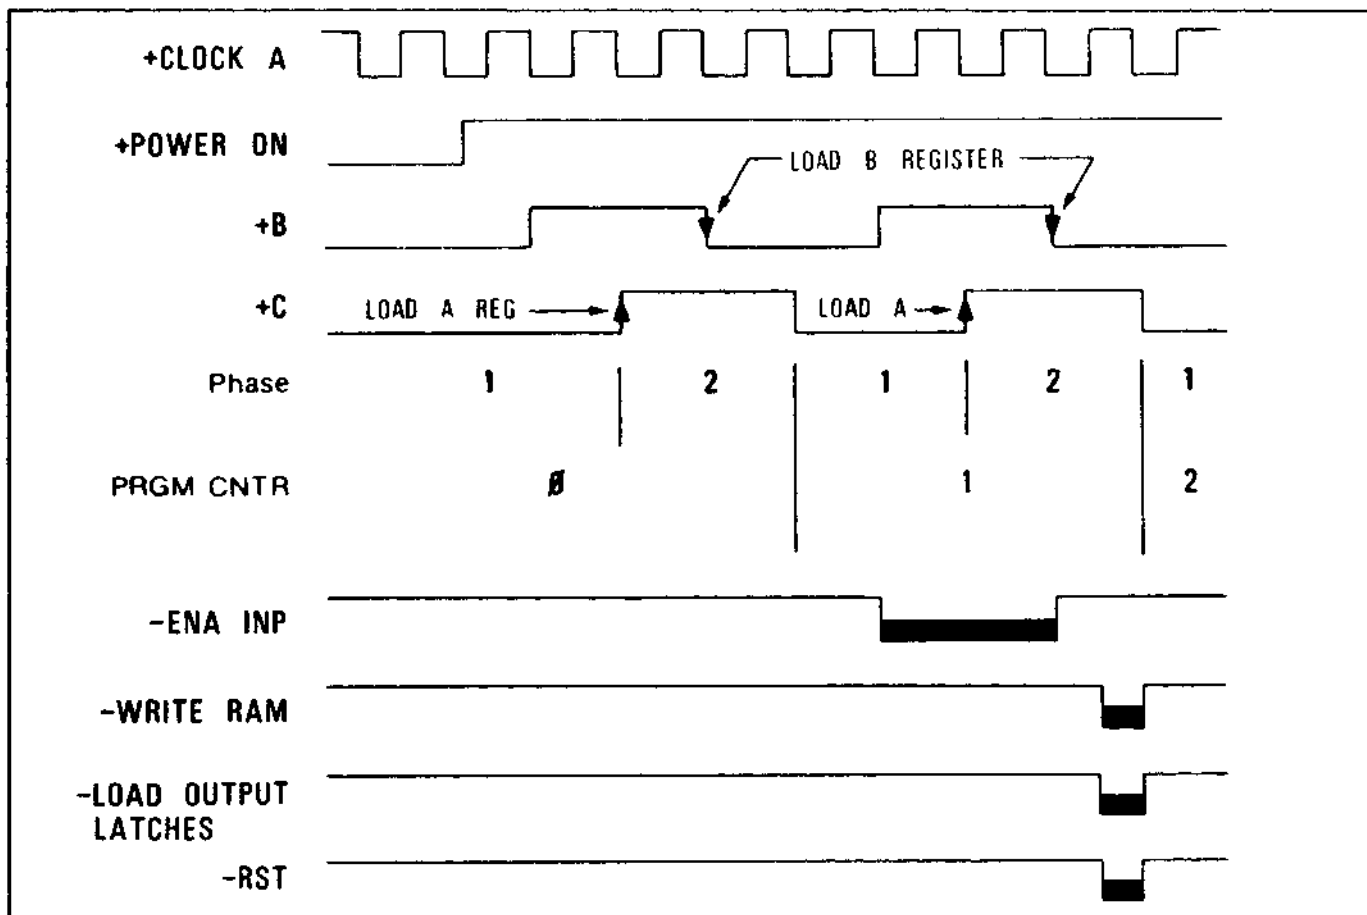 +CLOCK A
+POWER ON
LOAD B REGISTER
+B
+C
LOAD A REG
LOAD A
Phase 1 2 1 2 1
PRGM CNTR Ø 1 2
-ENA INP
-WRITE RAM
-LOAD OUTPUT
LATCHES
-RST